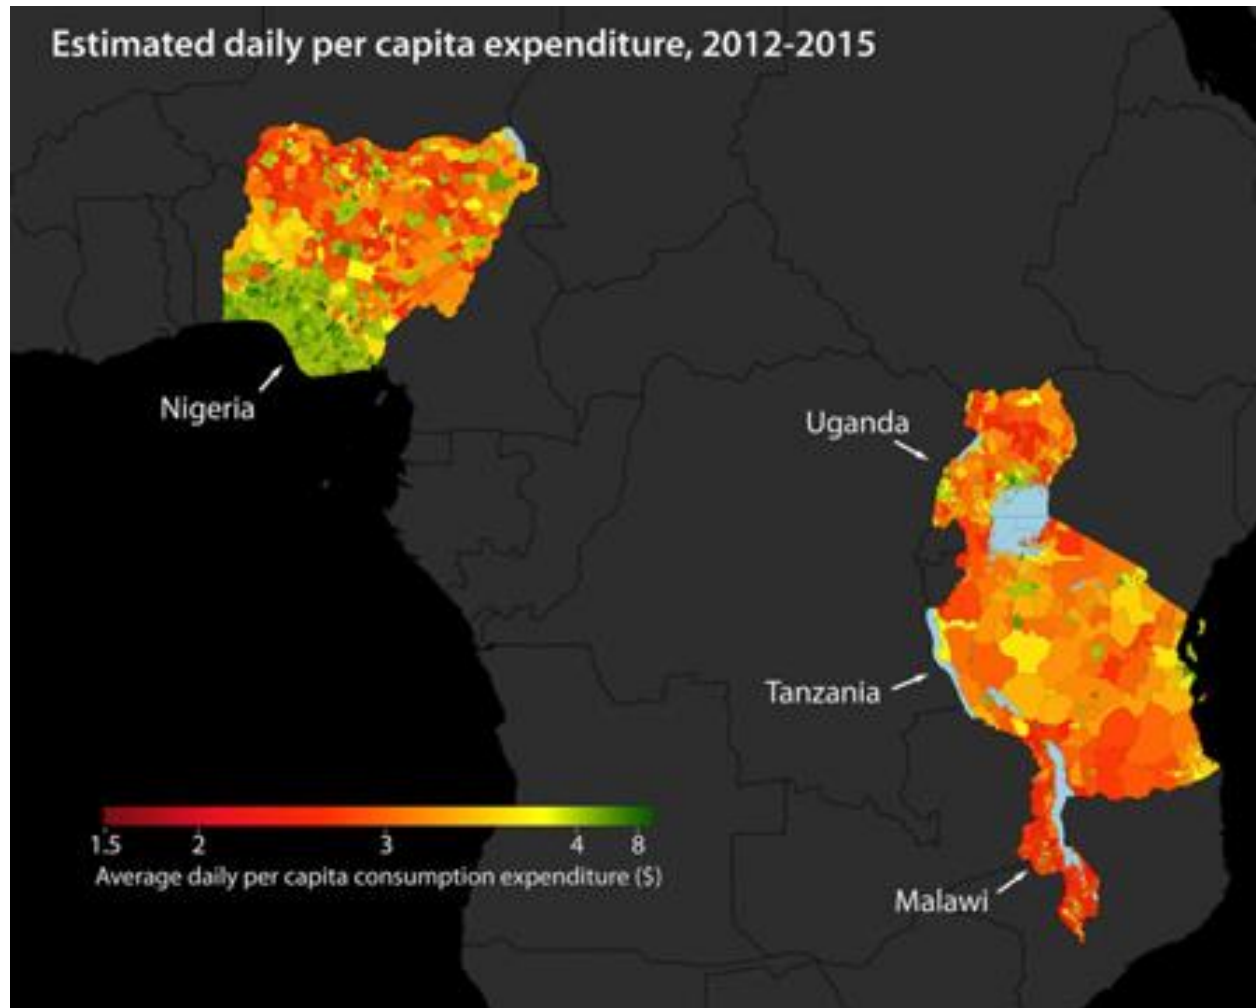 Estimated daily per capita expenditure, 2012-2015
Nigeria
Uganda
Tanzania
1.5 2 3 4 8
Average daily per capita consumption expenditure ($)
Malawi